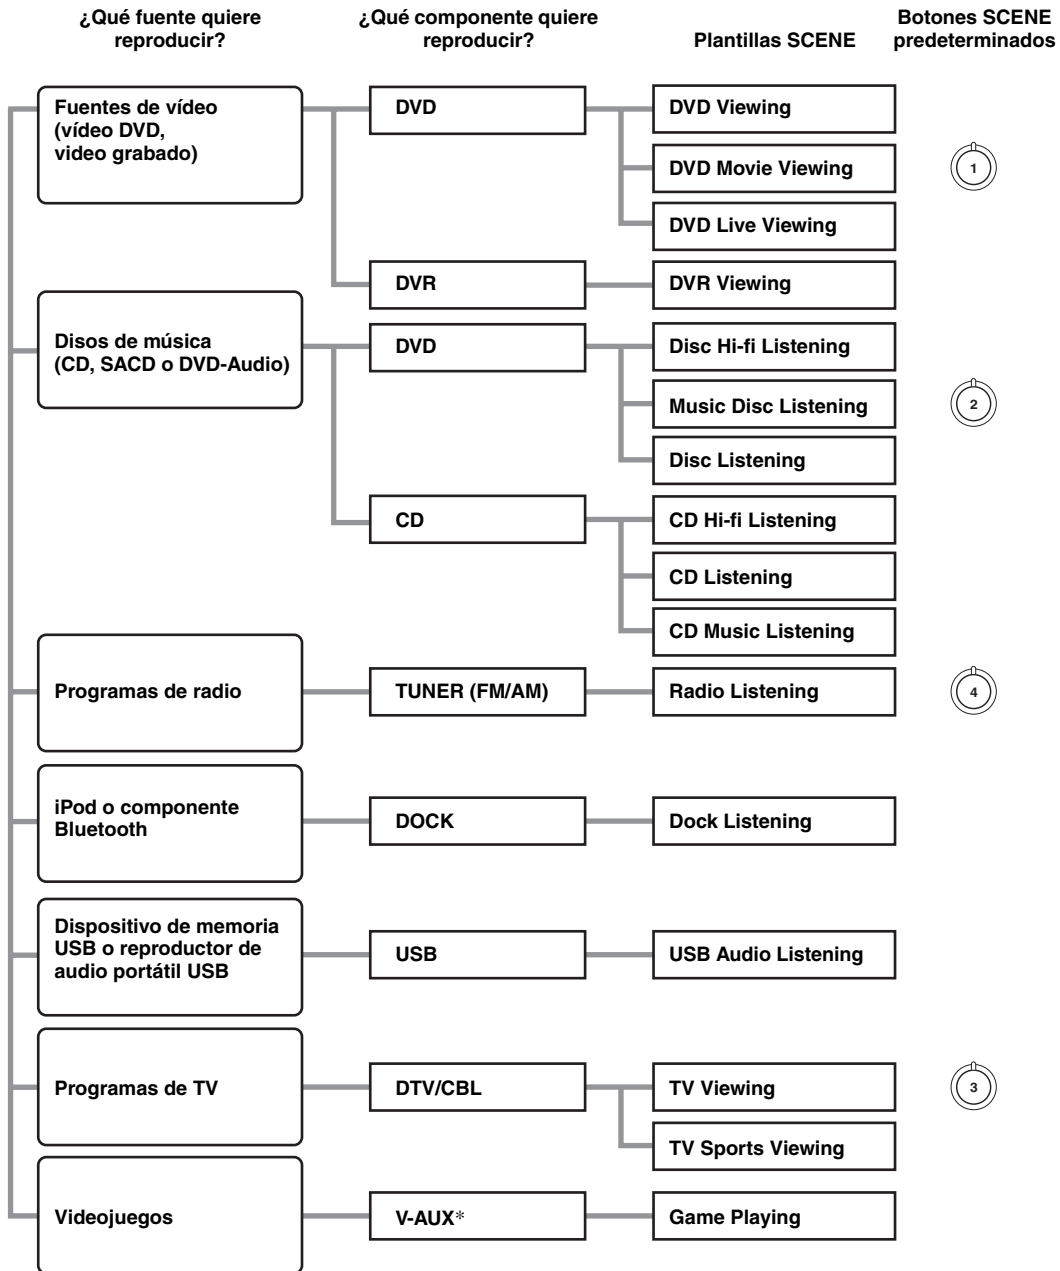 ¿Qué fuente quiere
reproducir?
¿Qué componente quiere
reproducir?
Plantillas SCENE
Botones SCENE
predeterminados
Fuentes de vídeo
(vídeo DVD,
video grabado)
DVD
DVD Viewing
DVD Movie Viewing
1
DVD Live Viewing
DVR
DVR Viewing
Disos de música
(CD, SACD o DVD-Audio)
DVD
Disc Hi-fi Listening
Music Disc Listening
2
Disc Listening
CD
CD Hi-fi Listening
CD Listening
CD Music Listening
Programas de radio
TUNER (FM/AM)
Radio Listening
4
iPod o componente
Bluetooth
DOCK
Dock Listening
Dispositivo de memoria
USB o reproductor de
audio portátil USB
USB
USB Audio Listening
Programas de TV
DTV/CBL
TV Viewing
3
TV Sports Viewing
Videojuegos
V-AUX*
Game Playing